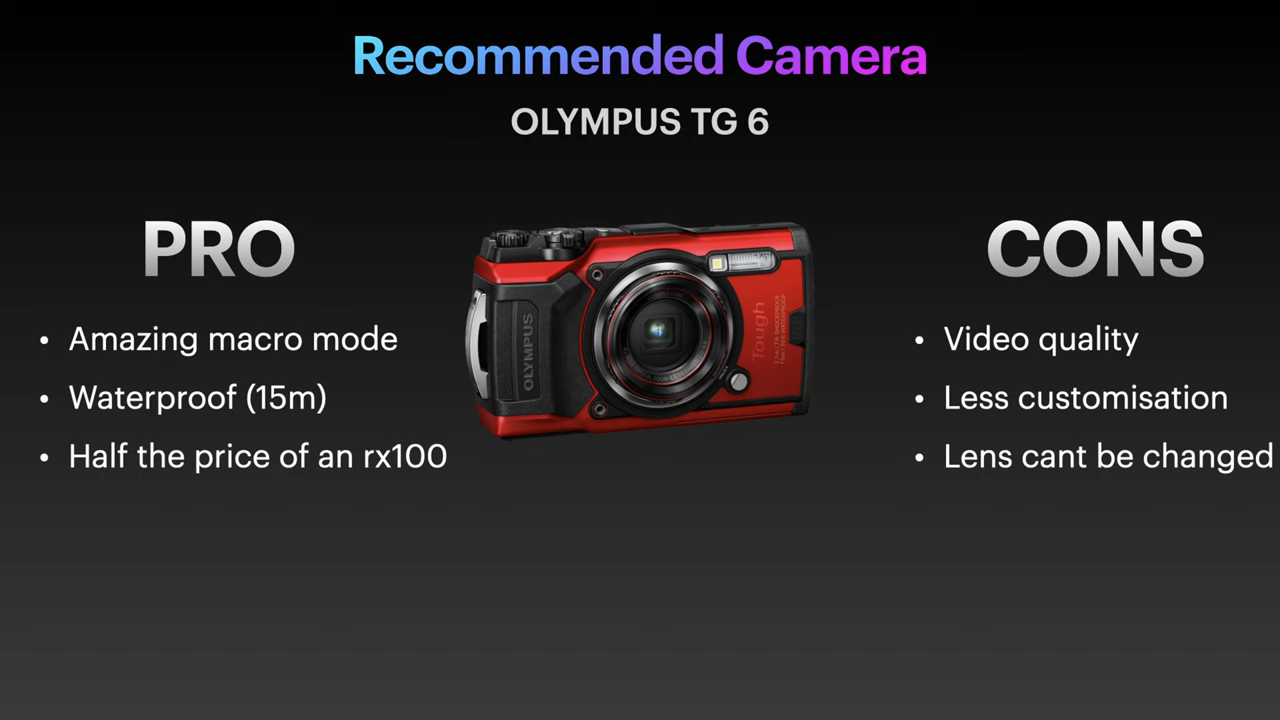 Recommended Camera
OLYMPUS TG 6
PRO
• Amazing macro mode
• Waterproof (15m)
• Half the price of an rx100
OLYMPUS
Tough
CONS
• Video quality
• Less customisation
• Lens cant be changed